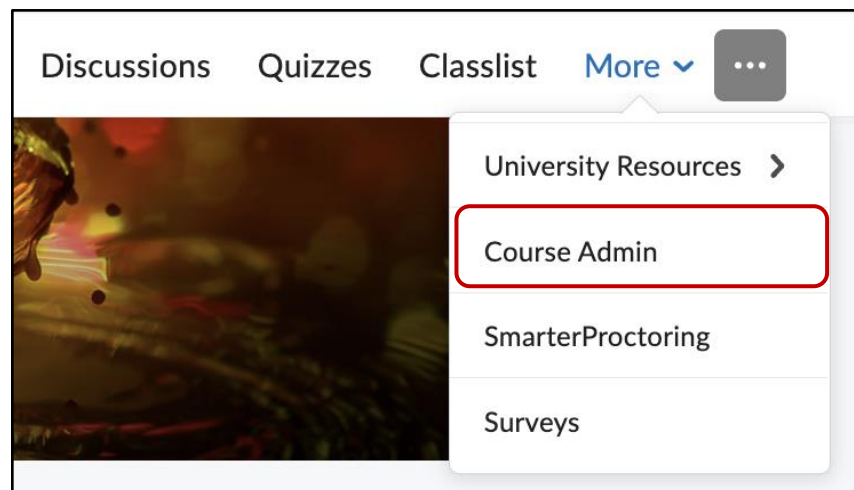 Discussions Quizzes Classlist More ...
University Resources
Course Admin
SmarterProctoring
Surveys